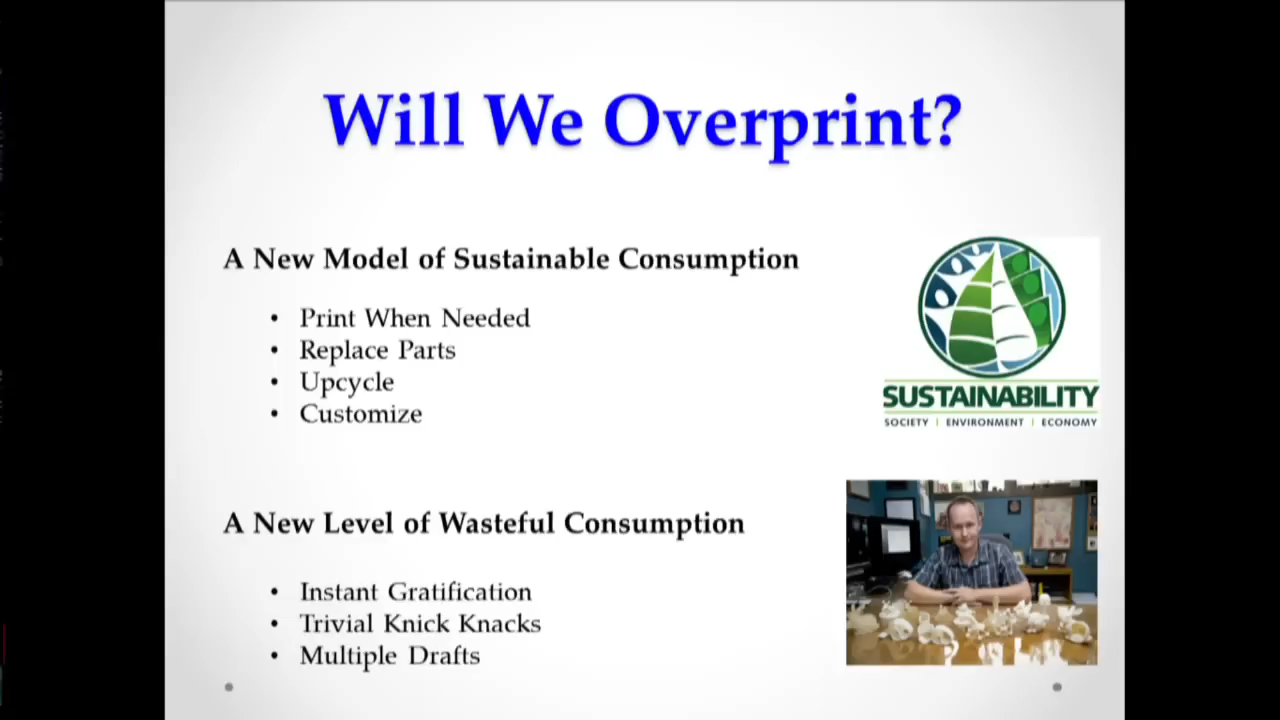 Will We Overprint?
A New Model of Sustainable Consumption
• Print When Needed
• Replace Parts
• Upcycle
• Customize
SUSTAINABILITY
SOCIETY | ENVIRONMENT | ECONOMY
A New Level of Wasteful Consumption
• Instant Gratification
• Trivial Knick Knacks
• Multiple Drafts